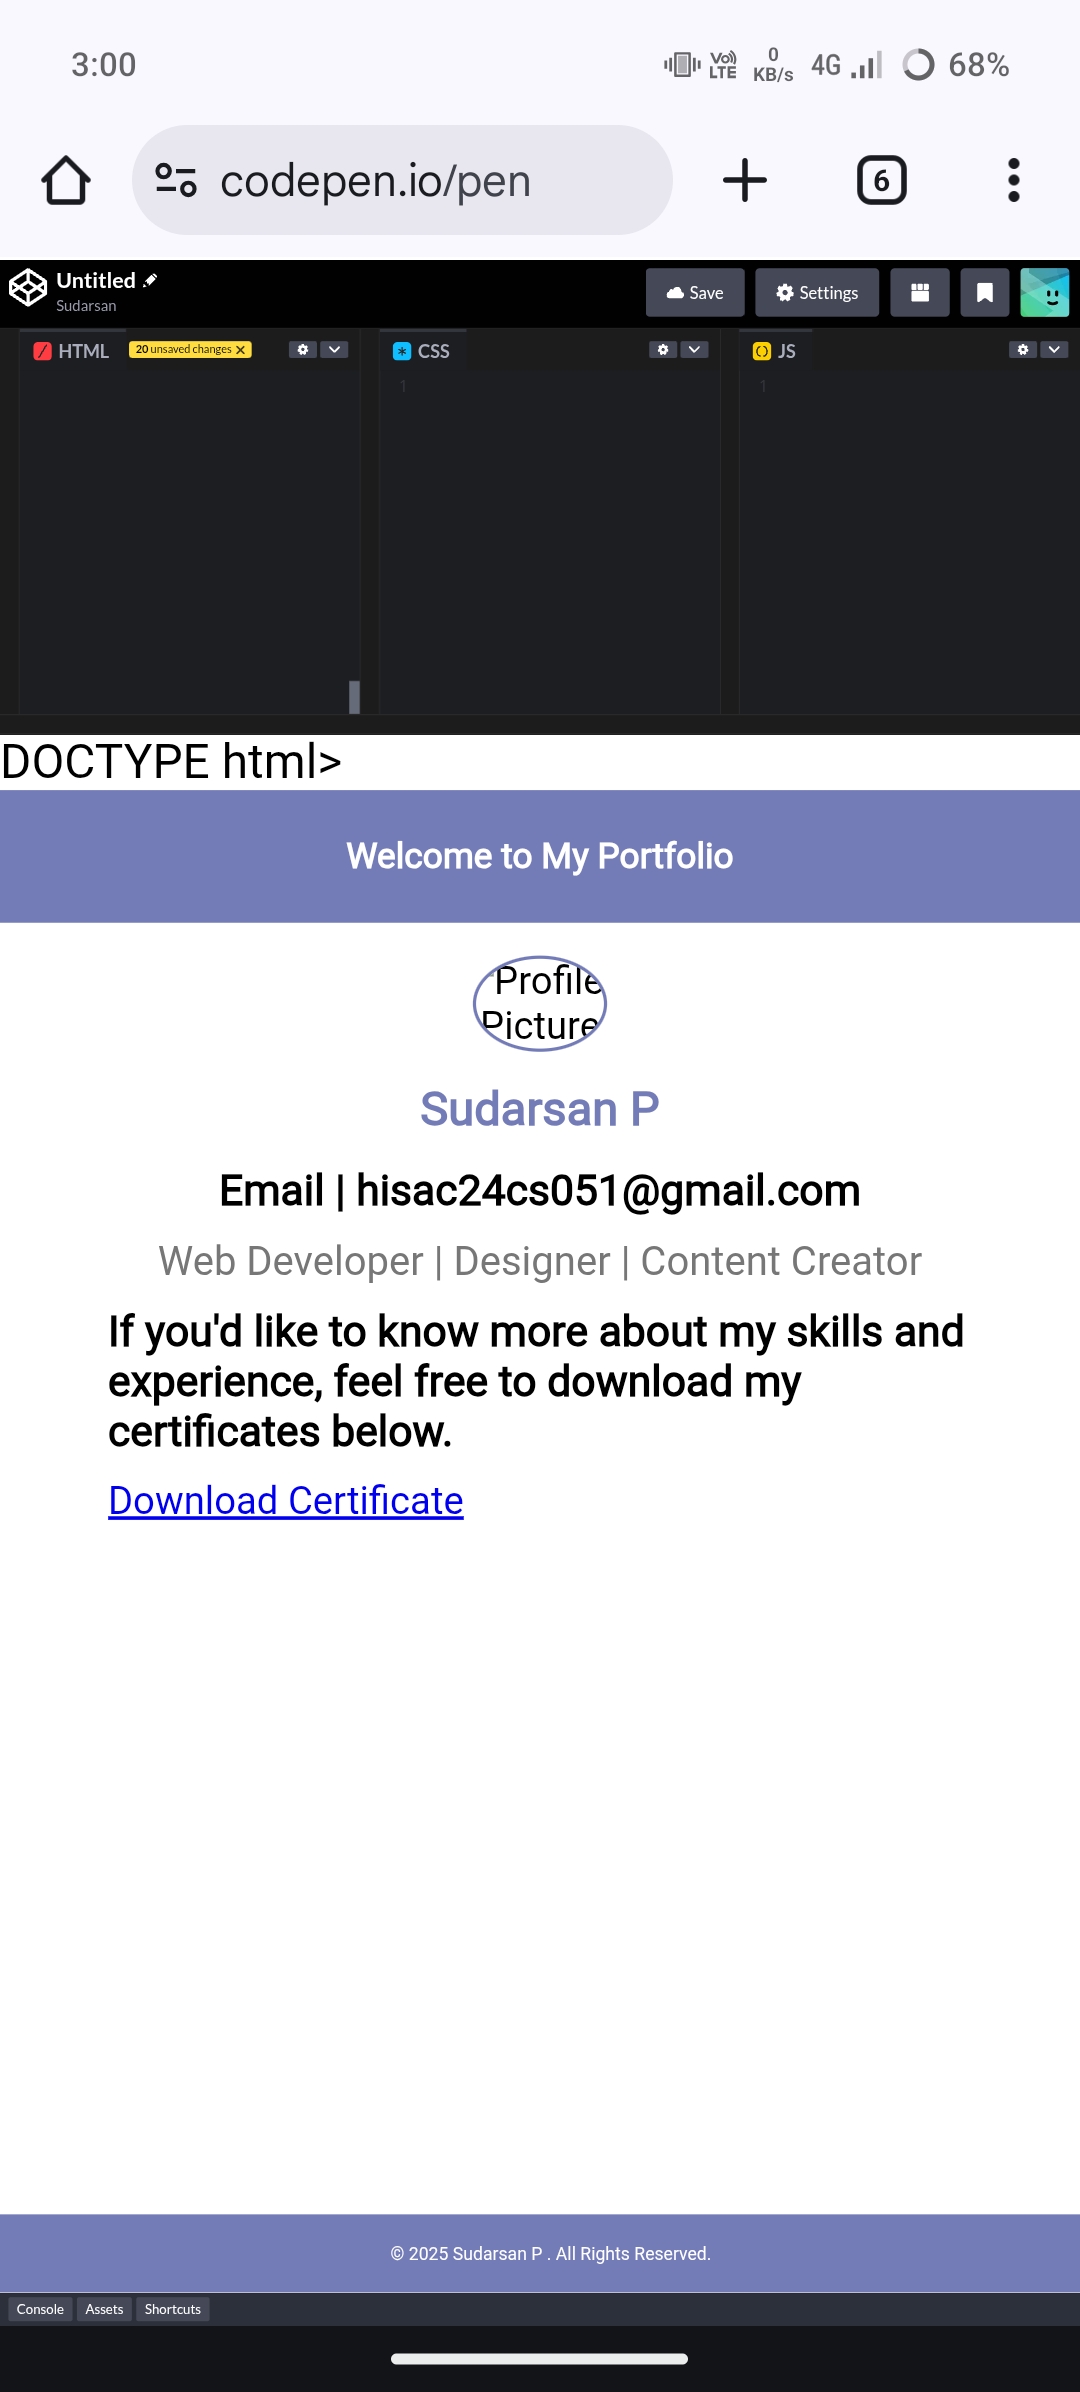 3:00
Vo)) LTE
0 KB/s
4G
68%
codepen.io/pen
6
Untitled
Sudarsan
Save
Settings
HTML
20 unsaved changes X
CSS
JS
1
1
DOCTYPE html>
Welcome to My Portfolio
Profile
Picture
Sudarsan P
Email | hisac24cs051@gmail.com
Web Developer | Designer | Content Creator
If you'd like to know more about my skills and
experience, feel free to download my
certificates below.
Download Certificate
© 2025 Sudarsan P . All Rights Reserved.
Console
Assets
Shortcuts